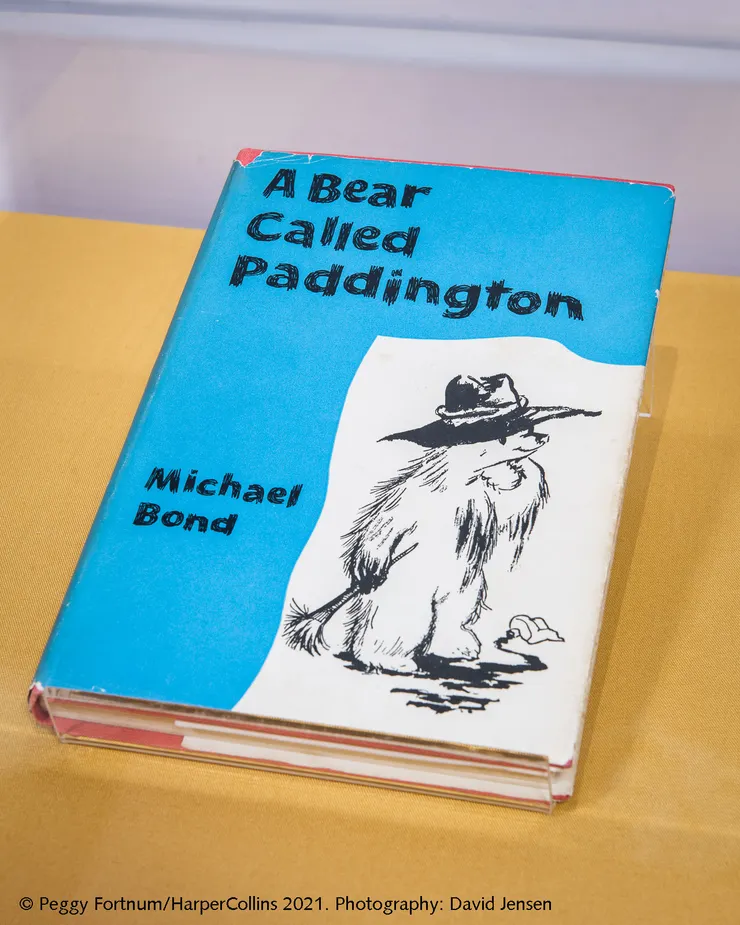 A Bear
Called
Paddington
Michael
Bond
© Peggy Fortnum/HarperCollins 2021. Photography: David Jensen